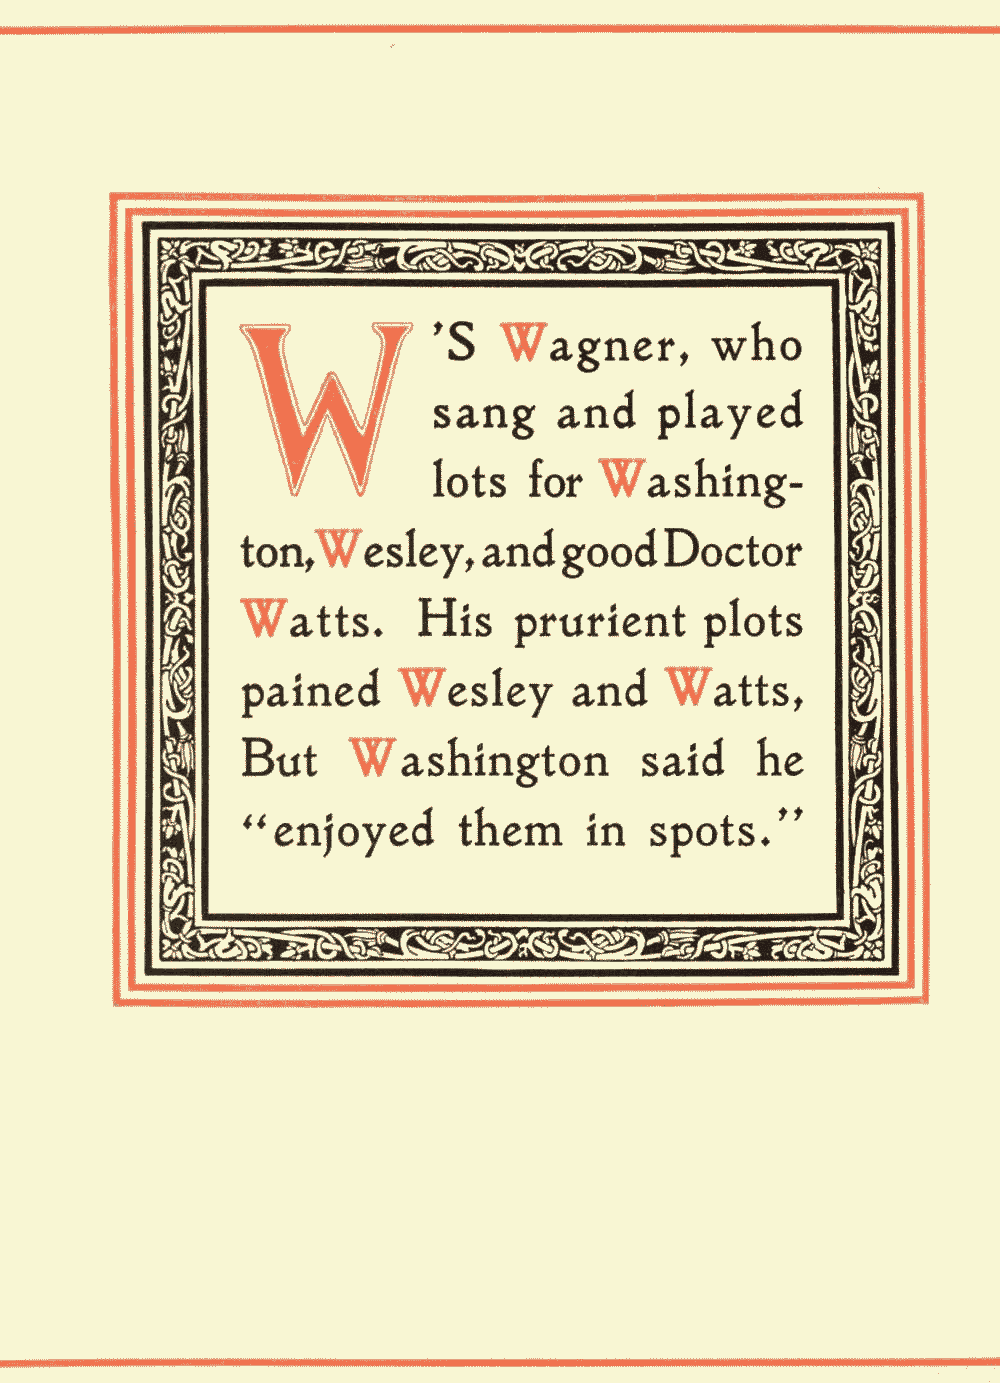 W'S Wagner, who
sang and played
lots for Washing-
ton, Wesley, and good Doctor
Watts. His prurient plots
pained Wesley and Watts,
But Washington said he
“enjoyed them in spots.”